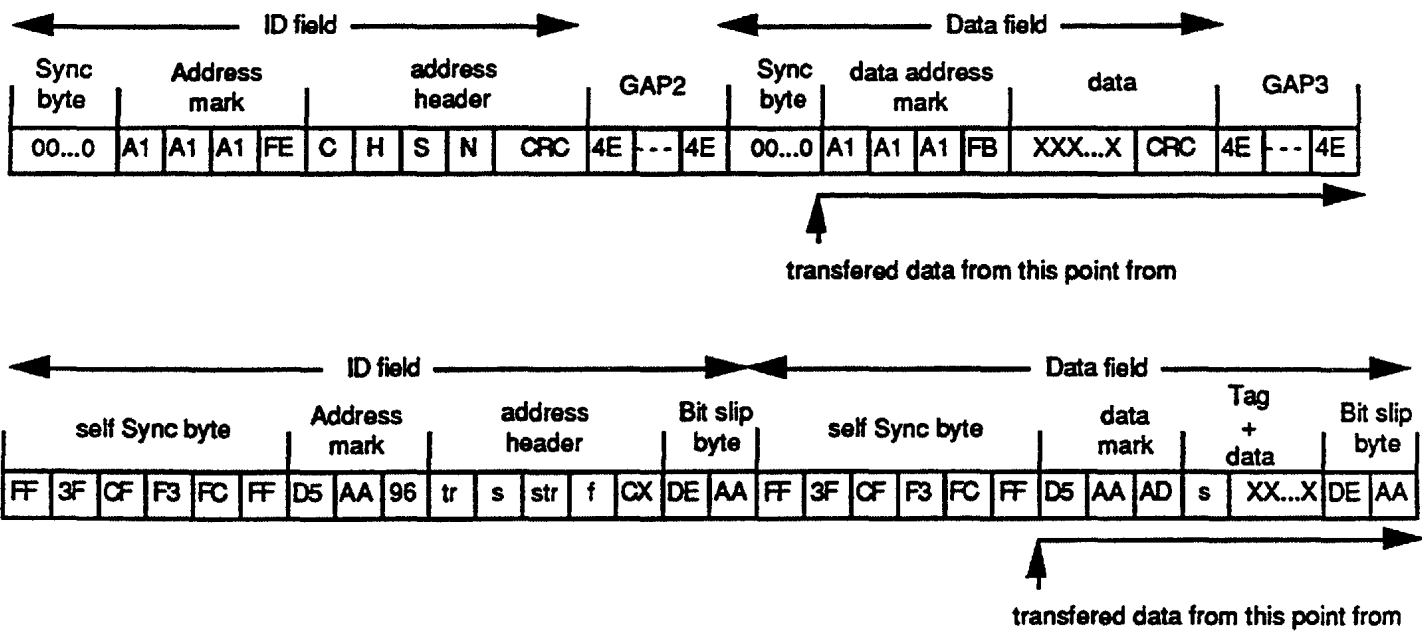 ID field Data field
Sync Address address Sync data address
byte mark header GAP2 byte mark data GAP3
00...0 A1 A1 A1 FE C H S N CRC 4E --- 4E 00...0 A1 A1 A1 FB XXX...X CRC 4E --- 4E
transfered data from this point from
ID field Data field
self Sync byte Address address Bit slip self Sync byte data Tag Bit slip
mark header byte mark + byte
data
FF 3F CF F3 FC FF D5 AA 96 tr s str f CX DE AA FF 3F CF F3 FC FF D5 AA AD s XX...X DE AA
transfered data from this point from